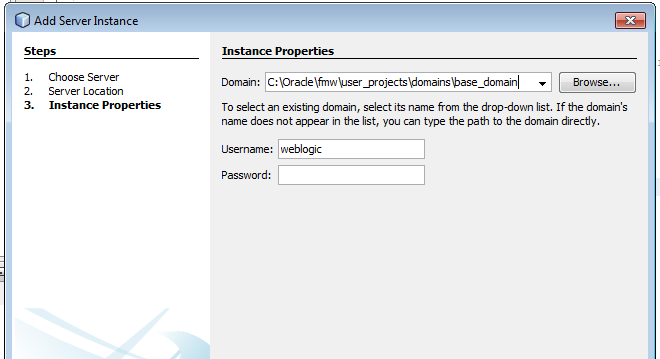 Add Server Instance
Steps
1. Choose Server
2. Server Location
3. Instance Properties
Instance Properties
Domain: C:\Oracle\fmw\user_projects\domains\base_domain Browse...
To select an existing domain, select its name from the drop-down list. If the domain's
name does not appear in the list, you can type the path to the domain directly.
Username: weblogic
Password: